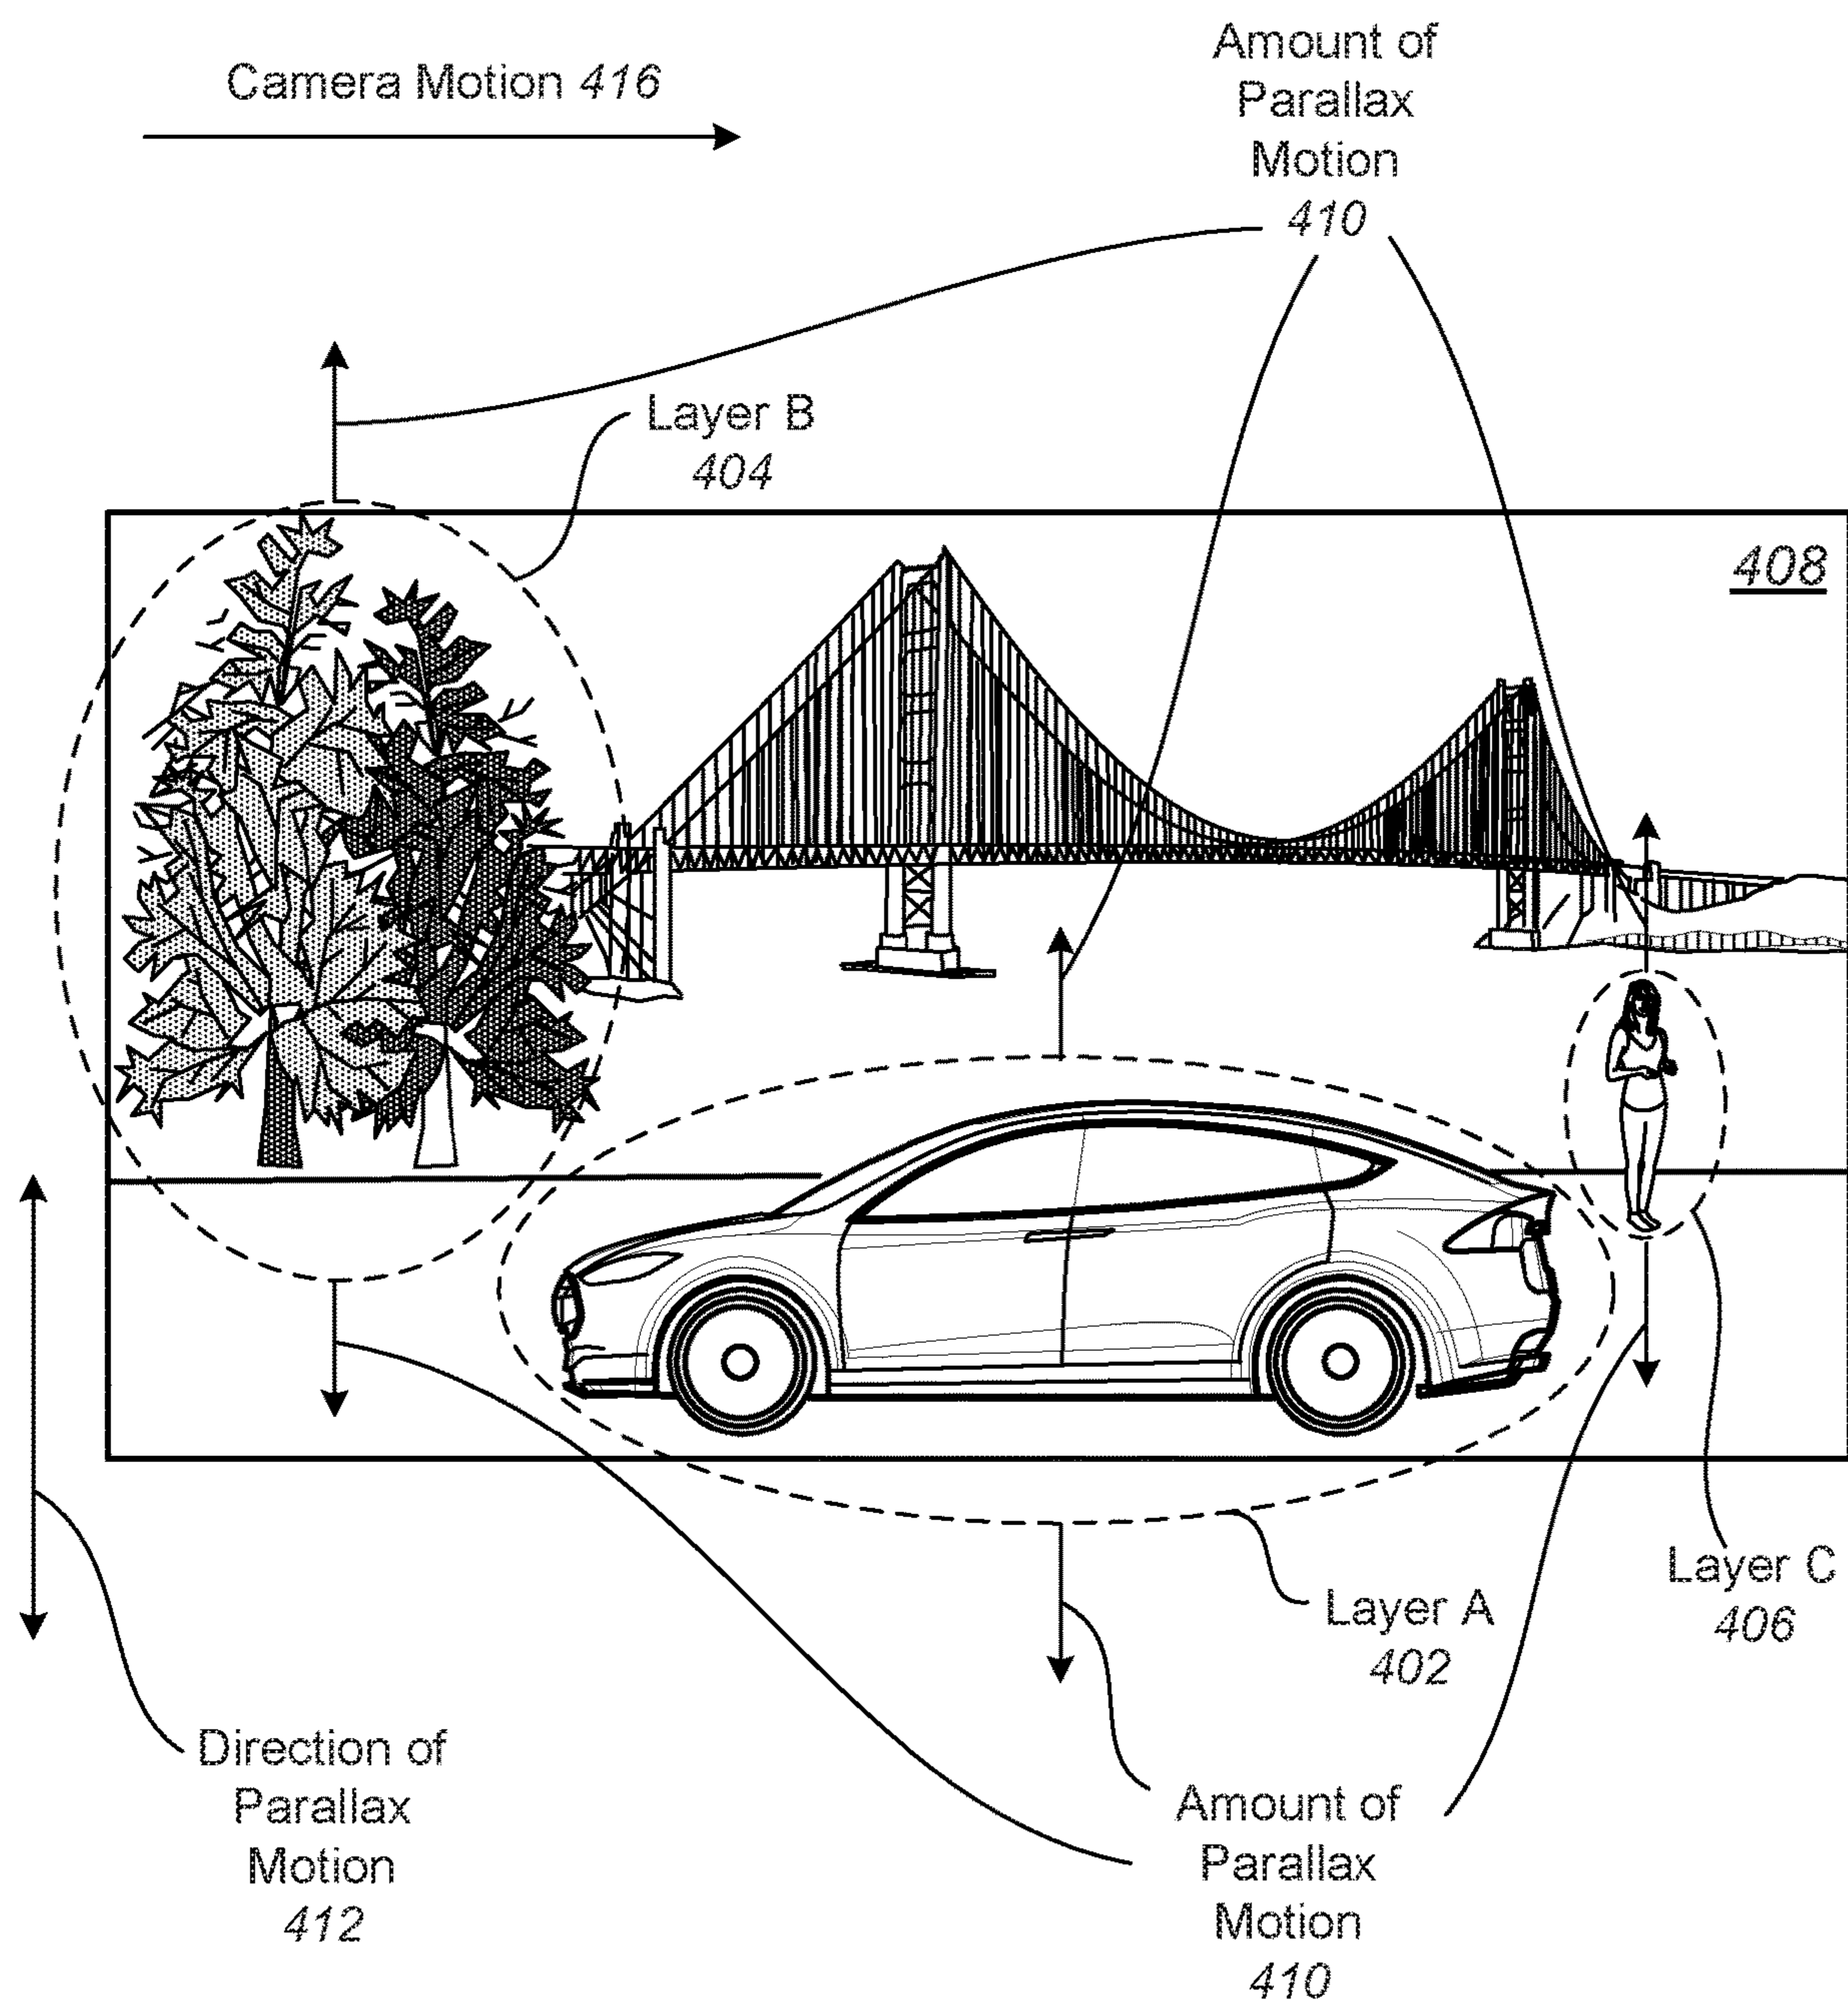 Camera Motion 416
Amount of
Parallax
Motion
410
Layer B
404
408
Layer C
406
Layer A
402
Direction of
Parallax
Motion
412
Amount of
Parallax
Motion
410